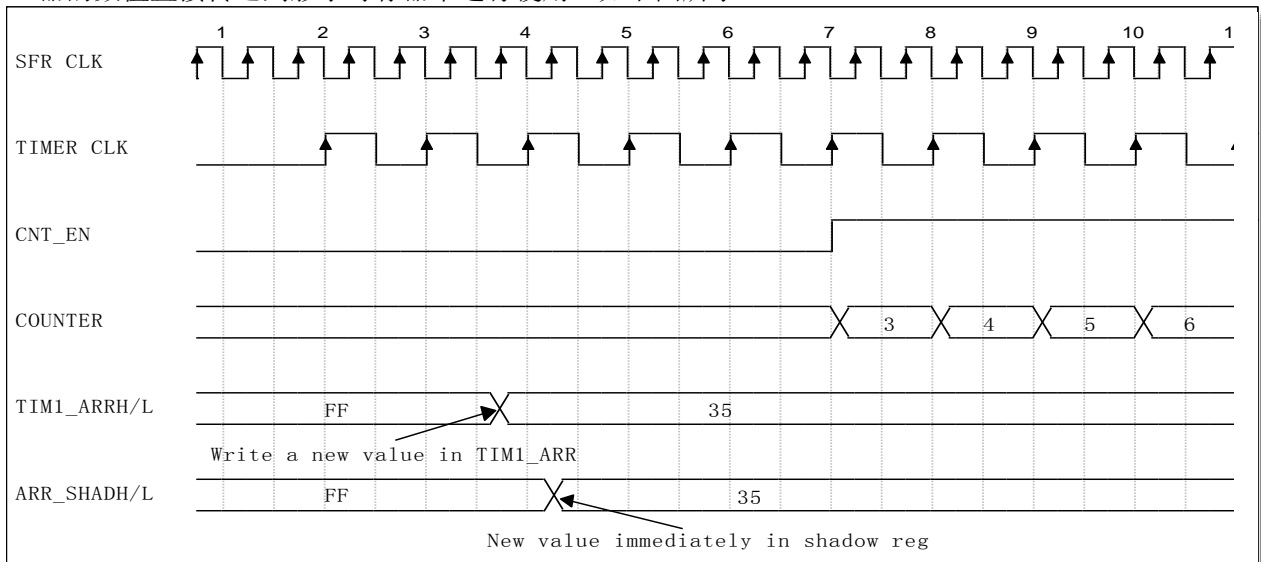 1 2 3 4 5 6 7 8 9 10 1
SFR CLK
TIMER CLK
CNT_EN
COUNTER 3 4 5 6
TIM1_ARRH/L FF 35
Write a new value in TIM1_ARR
ARR_SHADH/L FF 35
New value immediately in shadow reg